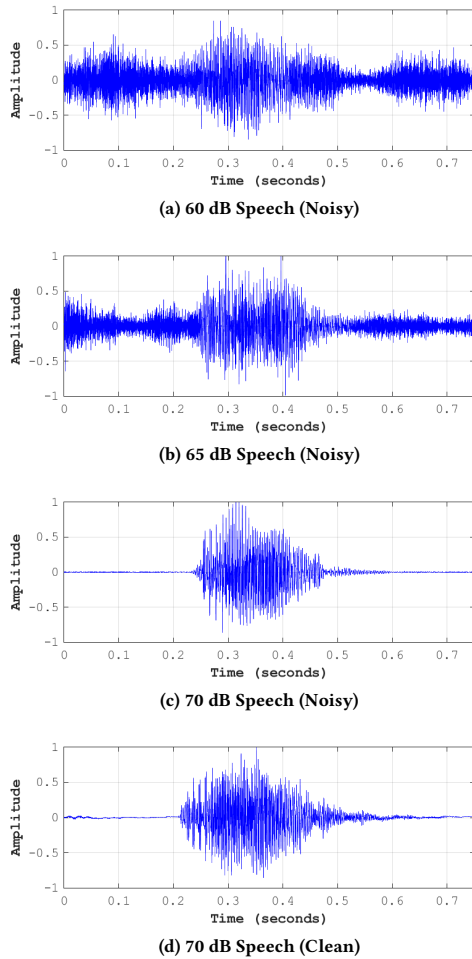 1
0.5
0
-0.5
-1
Amplitude
0 0.1 0.2 0.3 0.4 0.5 0.6 0.7
Time (seconds)
(a) 60 dB Speech (Noisy)
1
0.5
0
-0.5
-1
Amplitude
0 0.1 0.2 0.3 0.4 0.5 0.6 0.7
Time (seconds)
(b) 65 dB Speech (Noisy)
1
0.5
0
-0.5
-1
Amplitude
0 0.1 0.2 0.3 0.4 0.5 0.6 0.7
Time (seconds)
(c) 70 dB Speech (Noisy)
1
0.5
0
-0.5
-1
Amplitude
0 0.1 0.2 0.3 0.4 0.5 0.6 0.7
Time (seconds)
(d) 70 dB Speech (Clean)